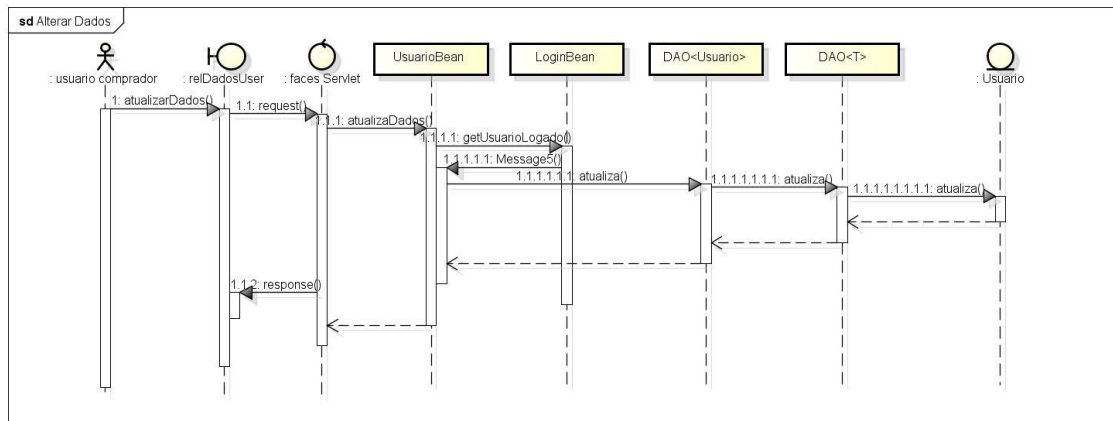 sd Alterar Dados
: usuario comprador
: relDadosUser
: faces Servlet
UsuarioBean
LoginBean
DAO<Usuario>
DAO<T>
: Usuario
1: atualizarDados()
1.1: request()
1.1.1: atualizaDados()
1.1.1.1: getUsuarioLogado()
1.1.1.1.1: Message5()
1.1.1.1.1.1: atualiza()
1.1.1.1.1.1.1: atualiza()
1.1.1.1.1.1.1.1: atualiza()
1.1.2: response()